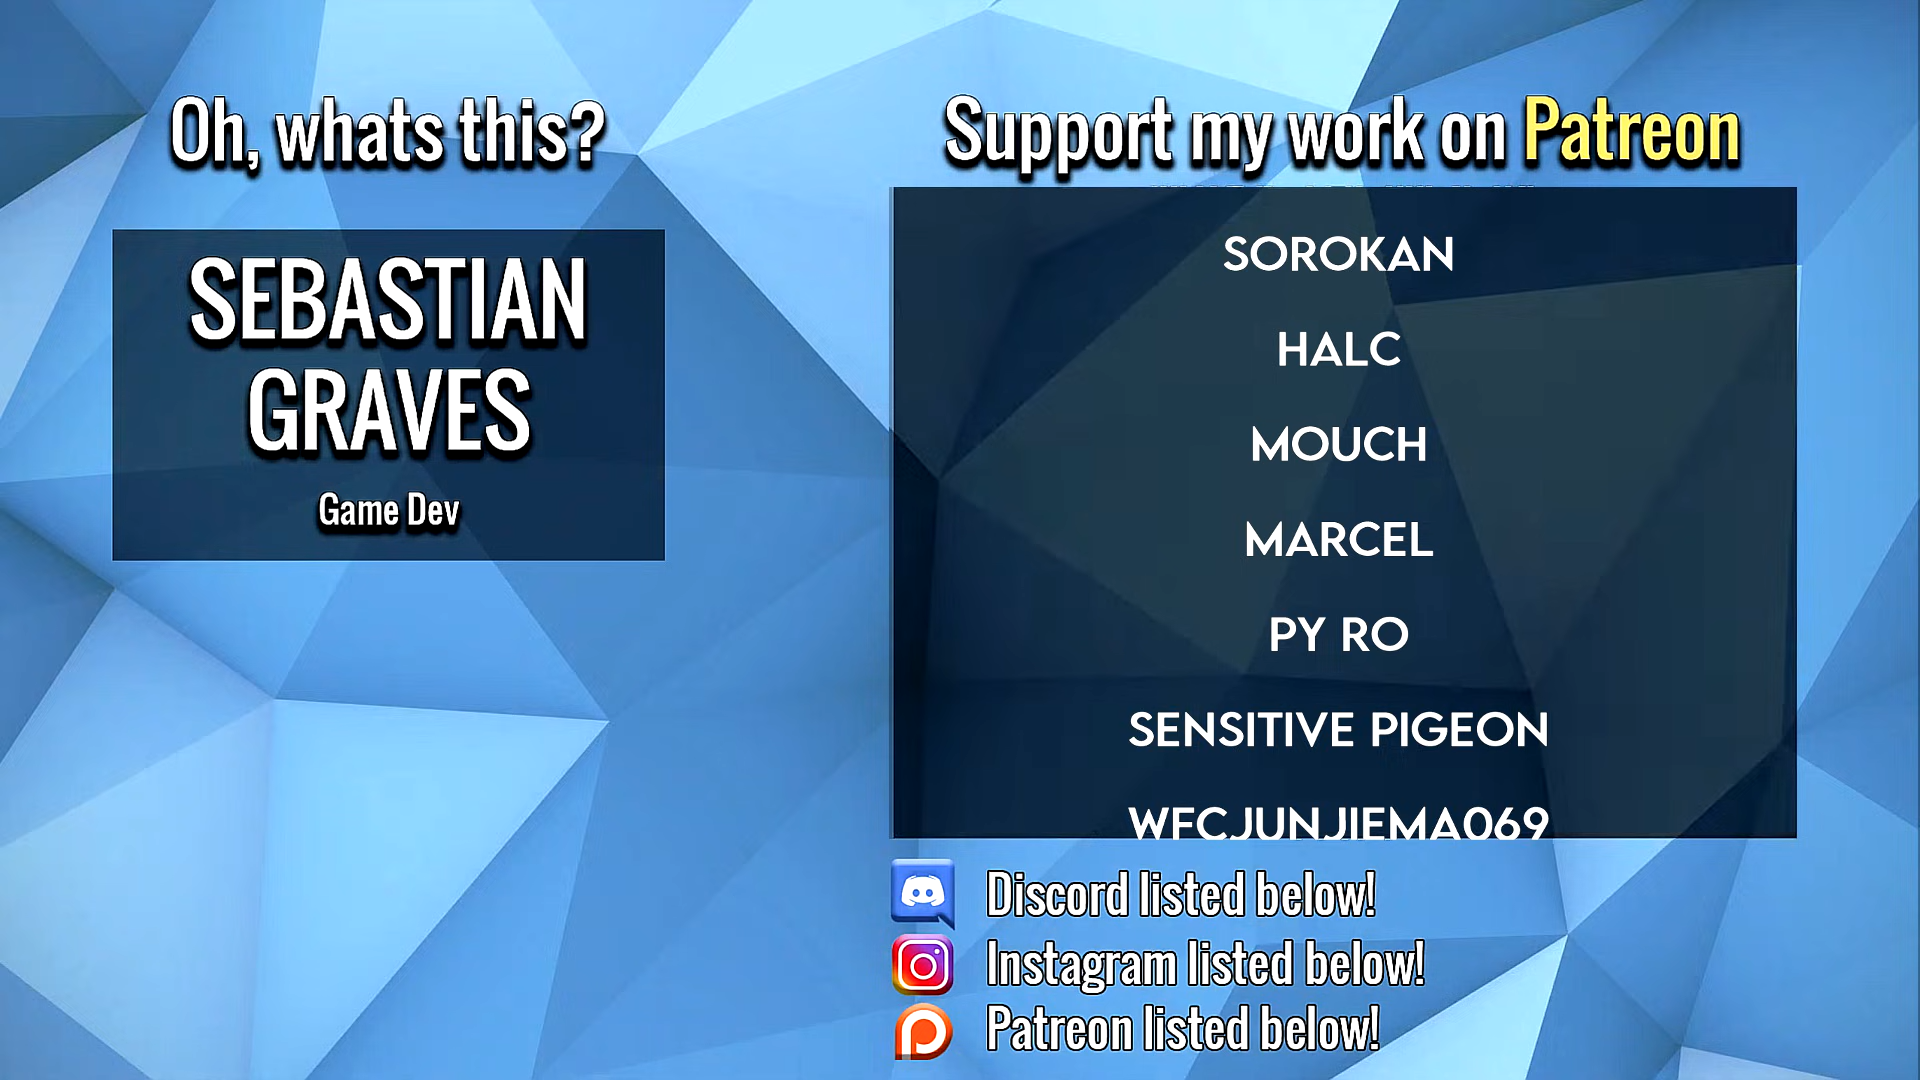 Oh, whats this?
SEBASTIAN
GRAVES
Game Dev
Support my work on Patreon
SOROKAN
HALC
MOUCH
MARCEL
PY RO
SENSITIVE PIGEON
WFCJUNJIEMA069
Discord listed below!
Instagram listed below!
Patreon listed below!